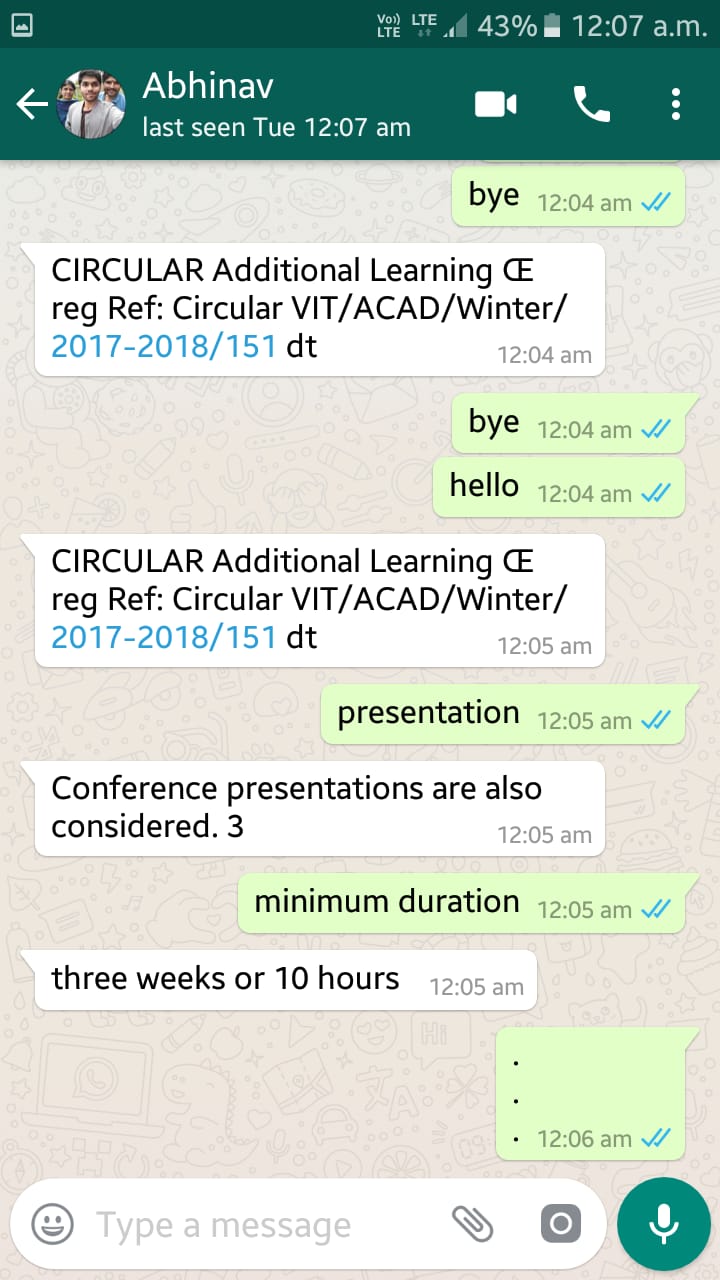 Vo)) LTE LTE 43% 12:07 a.m.
Abhinav
last seen Tue 12:07 am
bye 12:04 am
CIRCULAR Additional Learning Œ
reg Ref: Circular VIT/ACAD/Winter/
2017-2018/151 dt 12:04 am
bye 12:04 am
hello 12:04 am
CIRCULAR Additional Learning Œ
reg Ref: Circular VIT/ACAD/Winter/
2017-2018/151 dt 12:05 am
presentation 12:05 am
Conference presentations are also
considered. 3 12:05 am
minimum duration 12:05 am
three weeks or 10 hours 12:05 am
.
.
. 12:06 am
Type a message